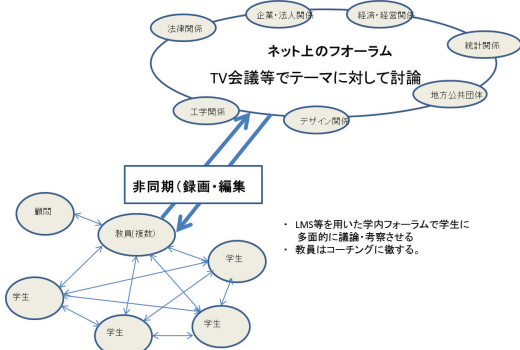 企業・法人関係
経済・経営関係
法律関係
統計関係
ネット上のフオーラム
TV会議等でテーマに対して討論
地方公共団体
工学関係
デザイン関係
非同期(録画・編集
顧問
教員(複数)
学生
学生
学生
学生
・ LMS等を用いた学内フォーラムで学生に
多面的に議論・考察させる
・ 教員はコーチングに徹する。